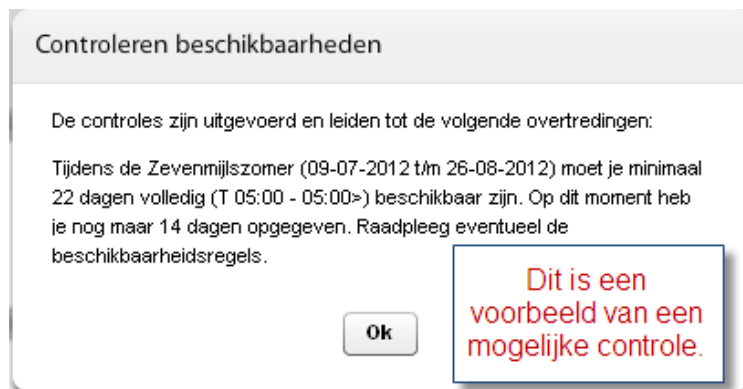 Controleren beschikbaarheden
De controles zijn uitgevoerd en leiden tot de volgende overtredingen:
Tijdens de Zevenmijlszomer (09-07-2012 t/m 26-08-2012) moet je minimaal
22 dagen volledig (T 05:00 - 05:00>) beschikbaar zijn. Op dit moment heb
je nog maar 14 dagen opgegeven. Raadpleeg eventueel de
beschikbaarheidsregels.
Ok
Dit is een
voorbeeld van een
mogelijke controle.